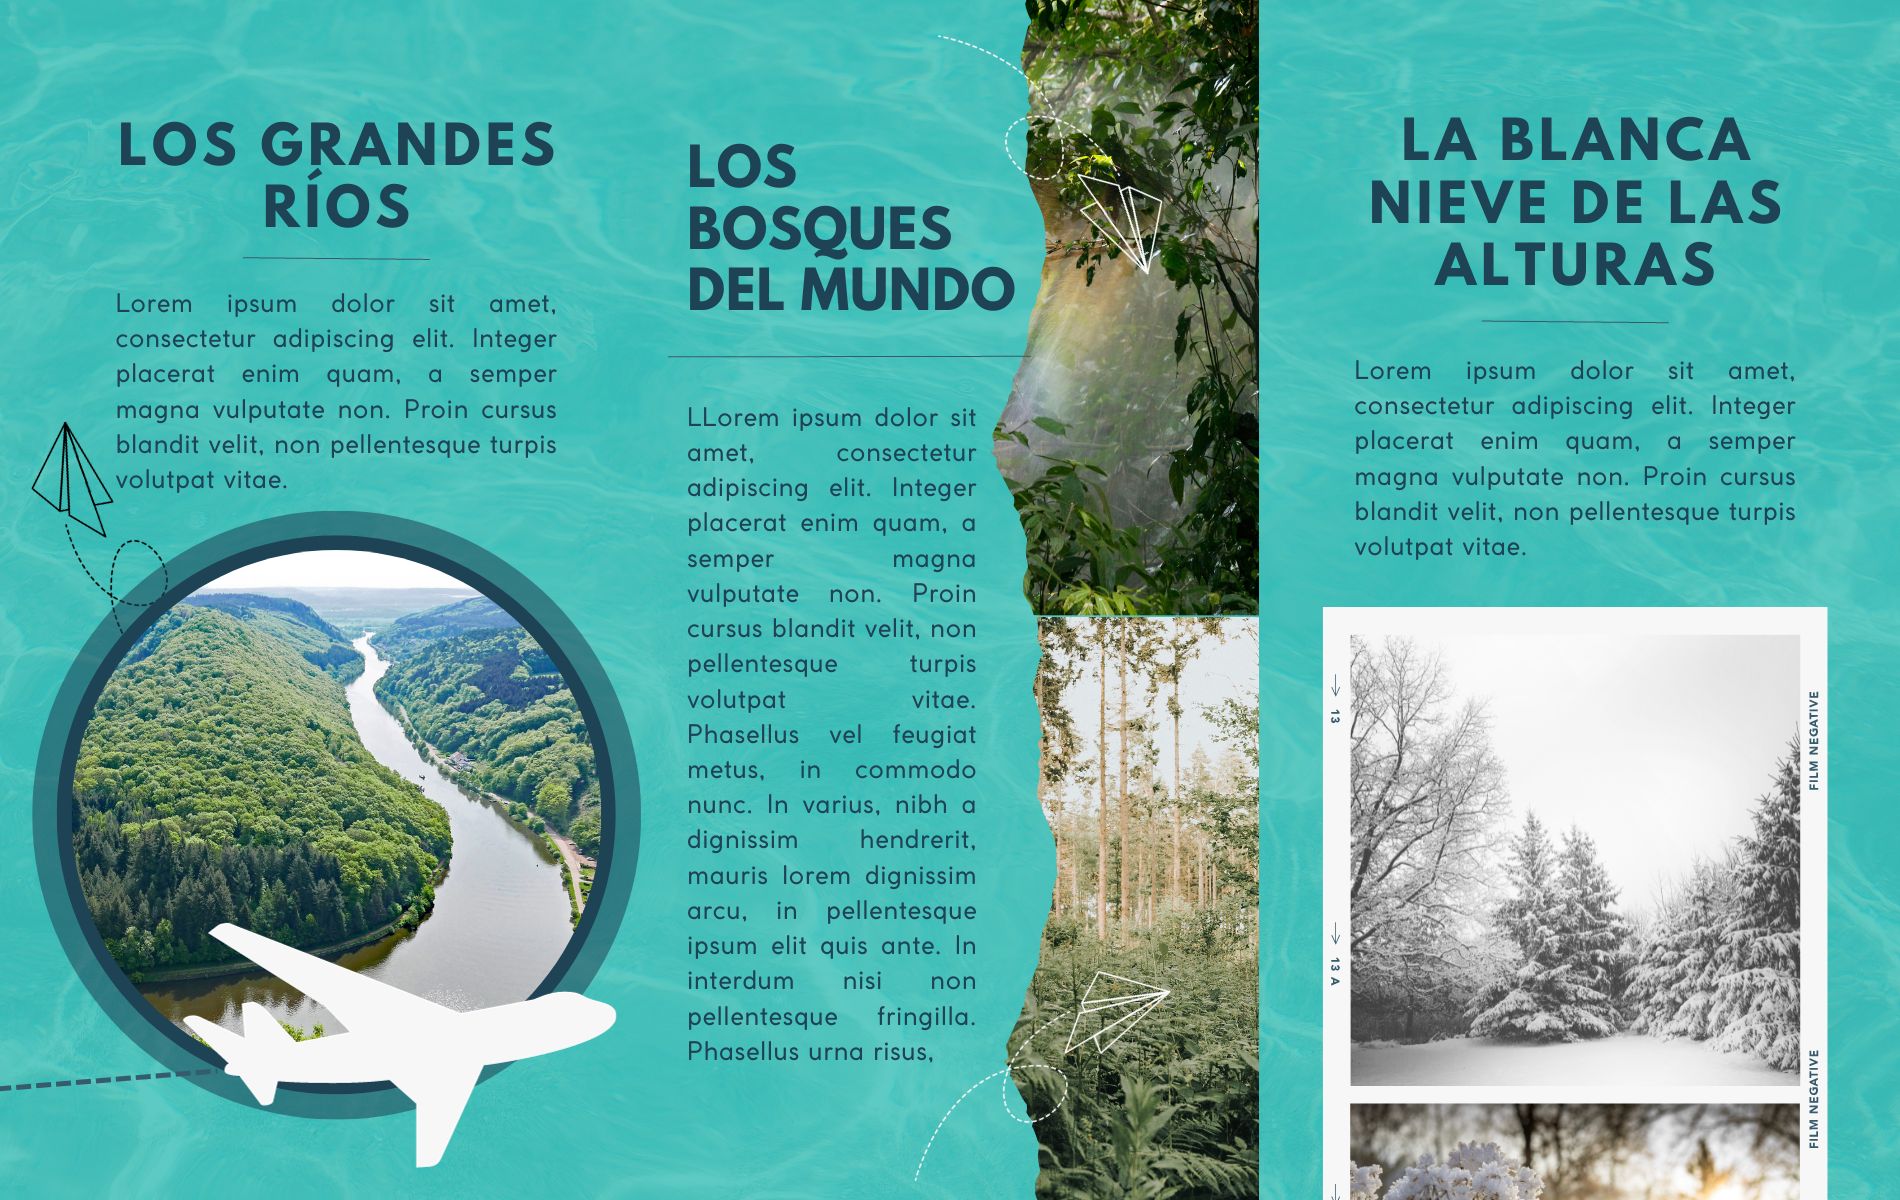 LOS GRANDES
RÍOS
Lorem ipsum dolor sit amet,
consectetur adipiscing elit. Integer
placerat enim quam, a semper
magna vulputate non. Proin cursus
blandit velit, non pellentesque turpis
volutpat vitae.
LOS
BOSQUES
DEL MUNDO
LLorem ipsum dolor sit
amet, consectetur
adipiscing elit. Integer
placerat enim quam, a
semper magna
vulputate non. Proin
cursus blandit velit, non
pellentesque turpis
volutpat vitae.
Phasellus vel feugiat
metus, in commodo
nunc. In varius, nibh a
dignissim hendrerit,
mauris lorem dignissim
arcu, in pellentesque
ipsum elit quis ante. In
interdum nisi non
pellentesque fringilla.
Phasellus urna risus,
LA BLANCA
NIEVE DE LAS
ALTURAS
Lorem ipsum dolor sit amet,
consectetur adipiscing elit. Integer
placerat enim quam, a semper
magna vulputate non. Proin cursus
blandit velit, non pellentesque turpis
volutpat vitae.
13
13 A
FILM NEGATIVE
FILM NEGATIVE